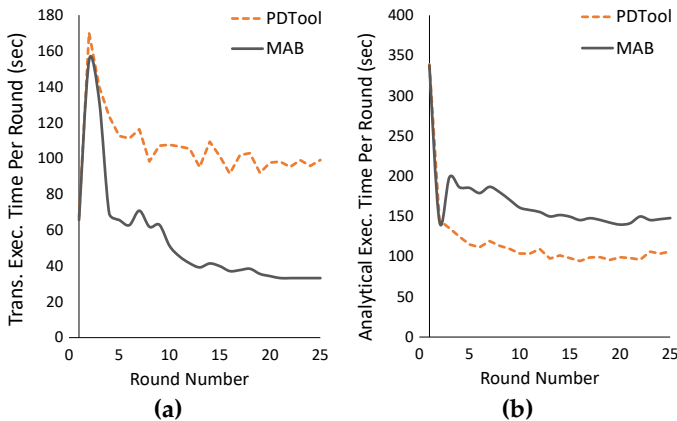 Trans. Exec. Time Per Round (sec)
180
160
140
120
100
80
60
40
20
0
PDTool
MAB
0 5 10 15 20 25
Round Number
(a)
Analytical Exec. Time Per Round (sec)
400
350
300
250
200
150
100
50
0
PDTool
MAB
0 5 10 15 20 25
Round Number
(b)